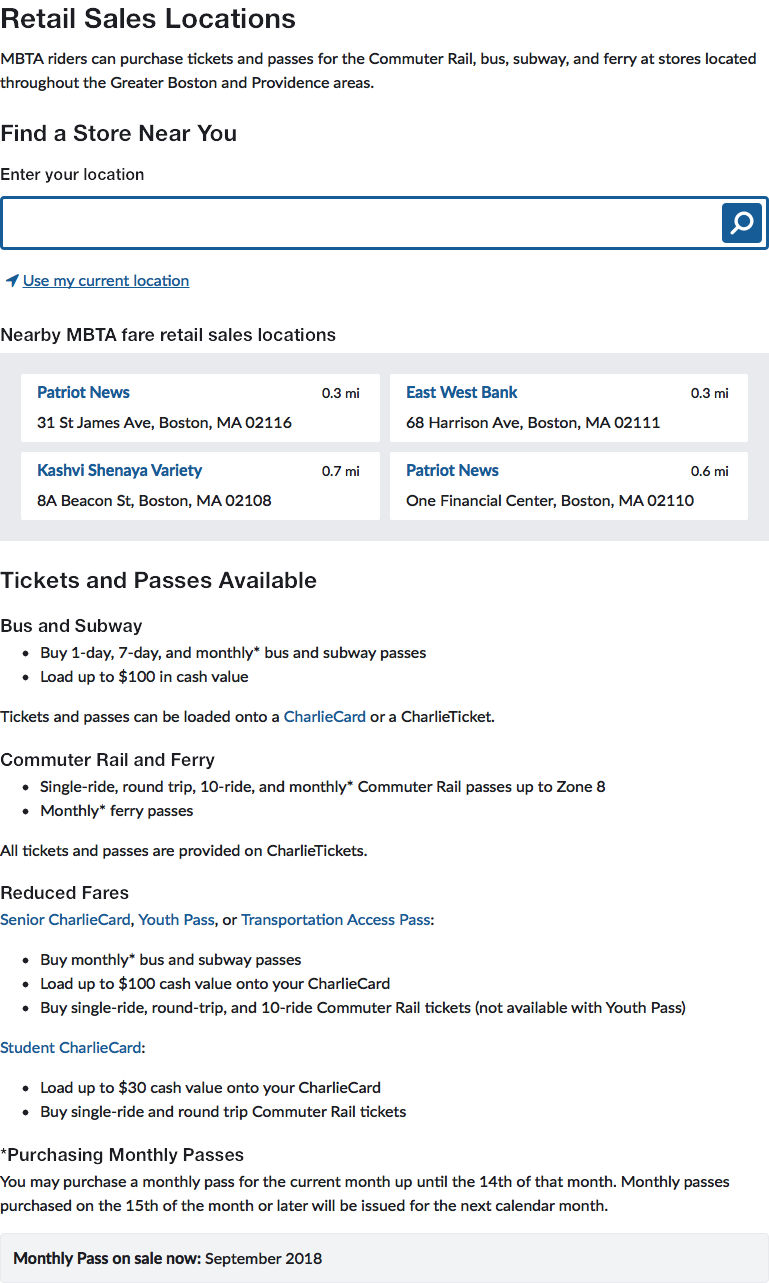 Retail Sales Locations
MBTA riders can purchase tickets and passes for the Commuter Rail, bus, subway, and ferry at stores located
throughout the Greater Boston and Providence areas.
Find a Store Near You
Enter your location
Use my current location
Nearby MBTA fare retail sales locations
Patriot News 0.3 mi
31 St James Ave, Boston, MA 02116
East West Bank 0.3 mi
68 Harrison Ave, Boston, MA 02111
Kashvi Shenaya Variety 0.7 mi
8A Beacon St, Boston, MA 02108
Patriot News 0.6 mi
One Financial Center, Boston, MA 02110
Tickets and Passes Available
Bus and Subway
• Buy 1-day, 7-day, and monthly* bus and subway passes
• Load up to $100 in cash value
Tickets and passes can be loaded onto a CharlieCard or a CharlieTicket.
Commuter Rail and Ferry
• Single-ride, round trip, 10-ride, and monthly* Commuter Rail passes up to Zone 8
• Monthly* ferry passes
All tickets and passes are provided on CharlieTickets.
Reduced Fares
Senior CharlieCard, Youth Pass, or Transportation Access Pass:
• Buy monthly* bus and subway passes
• Load up to $100 cash value onto your CharlieCard
• Buy single-ride, round-trip, and 10-ride Commuter Rail tickets (not available with Youth Pass)
Student CharlieCard:
• Load up to $30 cash value onto your CharlieCard
• Buy single-ride and round trip Commuter Rail tickets
*Purchasing Monthly Passes
You may purchase a monthly pass for the current month up until the 14th of that month. Monthly passes
purchased on the 15th of the month or later will be issued for the next calendar month.
Monthly Pass on sale now: September 2018